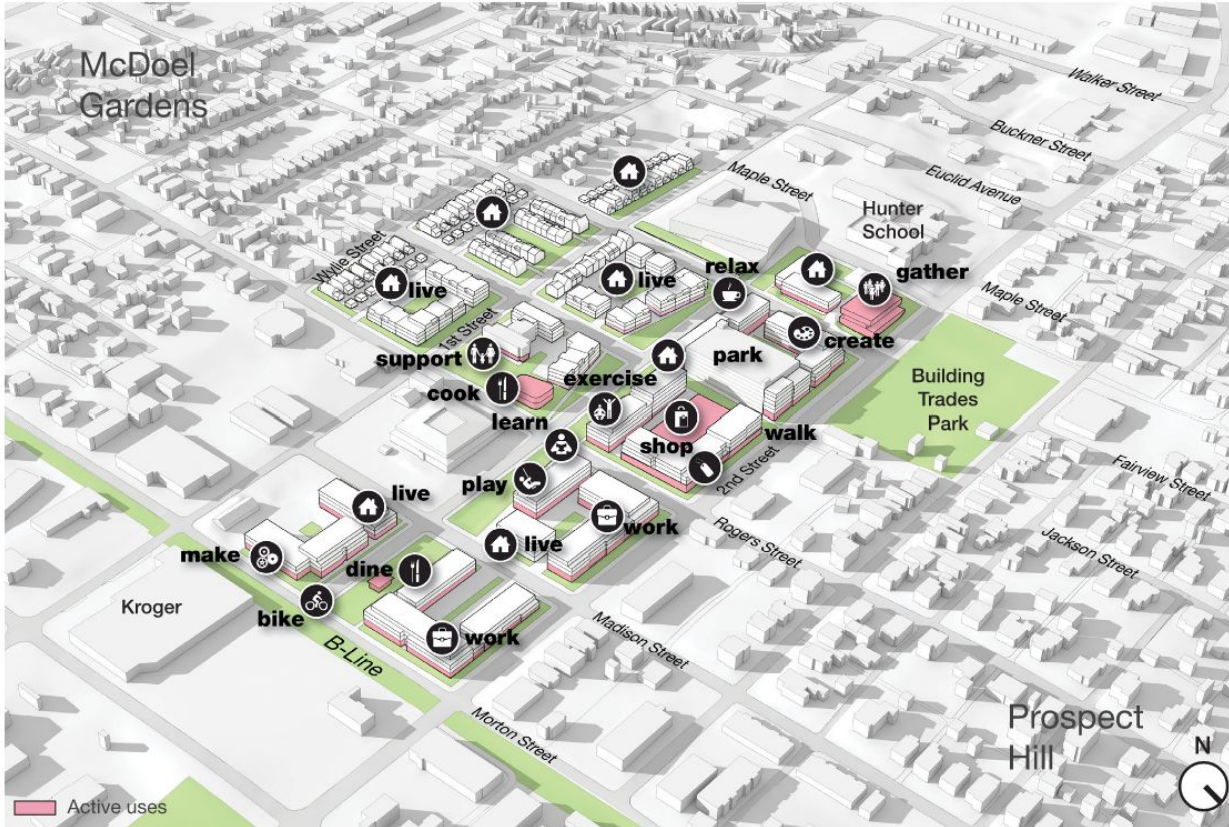 McDoel
Gardens
Walker Street
Buckner Street
Euclid Avenue
Maple Street
Hunter
School
Wylie Street
live
live
relax
gather
Maple Street
1st Street
support
create
park
cook
exercise
Building
Trades
Park
learn
shop
walk
2nd Street
Fairview Street
play
live
work
Rogers Street
Jackson Street
make
dine
live
Kroger
bike
B-Line
work
Madison Street
Morton Street
Prospect
Hill
N
Active uses